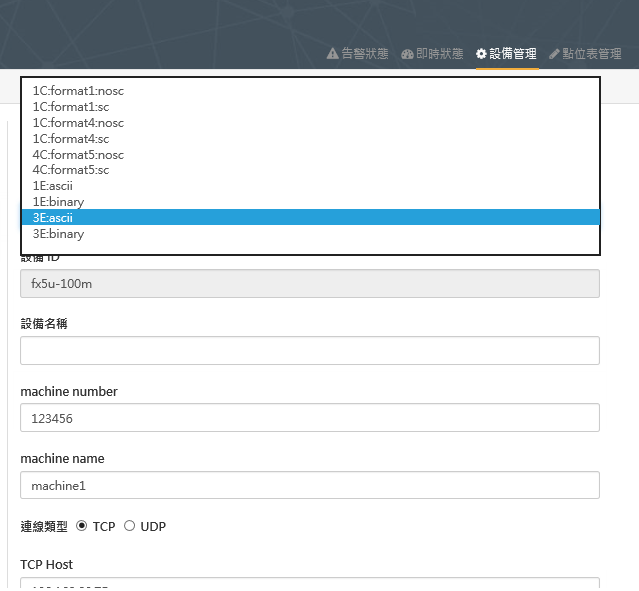 告警狀態 即時狀態 設備管理 點位表管理
1C:format1:nosc
1C:format1:sc
1C:format4:nosc
1C:format4:sc
4C:format5:nosc
4C:format5:sc
1E:ascii
1E:binary
3E:ascii
3E:binary
設備 ID
fx5u-100m
設備名稱
machine number
123456
machine name
machine1
連線類型 TCP UDP
TCP Host